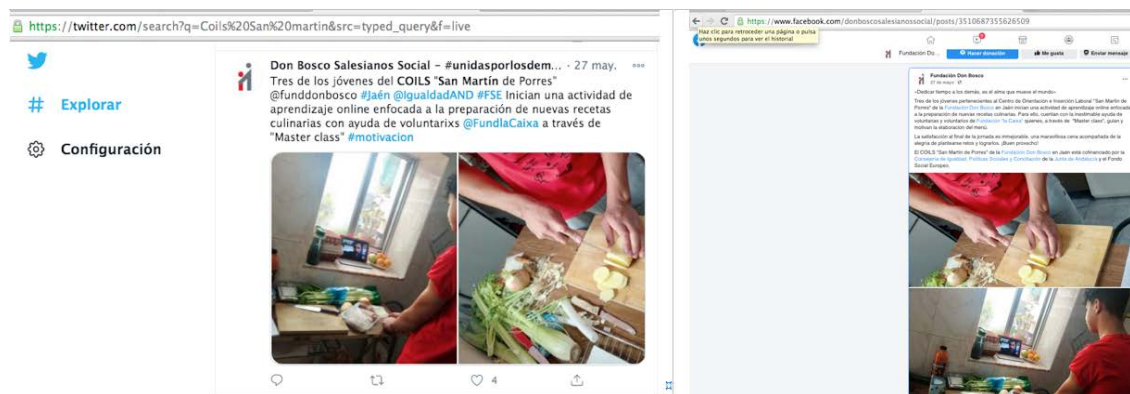 https://twitter.com/search?q=Coils%20San%20martin&src=typed_query&f=live
Explorar
Configuración
Don Bosco Salesianos Social - #unidasporlosdem... · 27 may.
Tres de los jóvenes del COILS "San Martín de Porres"
@funddonbosco #Jaén @IgualdadAND #FSE Inician una actividad de
aprendizaje online enfocada a la preparación de nuevas recetas
culinarias con ayuda de voluntarixs @FundlaCaixa a través de
"Master class" #motivacion
4
https://www.facebook.com/donboscosalesianossocial/posts/3510687355626509
Haz clic para retroceder una página o pulsa
unos segundos para ver el historial
Fundación Do...
Hacer donación
Me gusta
Enviar mensaje
Fundación Don Bosco
27 de mayo
«Dedicar tiempo a los demás, es el alma que mueve el mundo»
Tres de los jóvenes pertenecientes al Centro de Orientación e Inserción Laboral "San Martín de
Porres" de la Fundación Don Bosco en Jaén inician una actividad de aprendizaje online enfocada
a la preparación de nuevas recetas culinarias. Para ello, cuentan con la inestimable ayuda de
voluntarias y voluntarios de Fundación "la Caixa" quienes, a través de "Master class", guían y
motivan la elaboración del menú.
La satisfacción al final de la jornada es inmejorable: una maravillosa cena acompañada de la
alegría de plantearse retos y lograrlos. ¡Buen provecho!
El COILS "San Martín de Porres" de la Fundación Don Bosco en Jaén está cofinanciado por la
Consejería de Igualdad, Políticas Sociales y Conciliación de la Junta de Andalucía y el Fondo
Social Europeo.